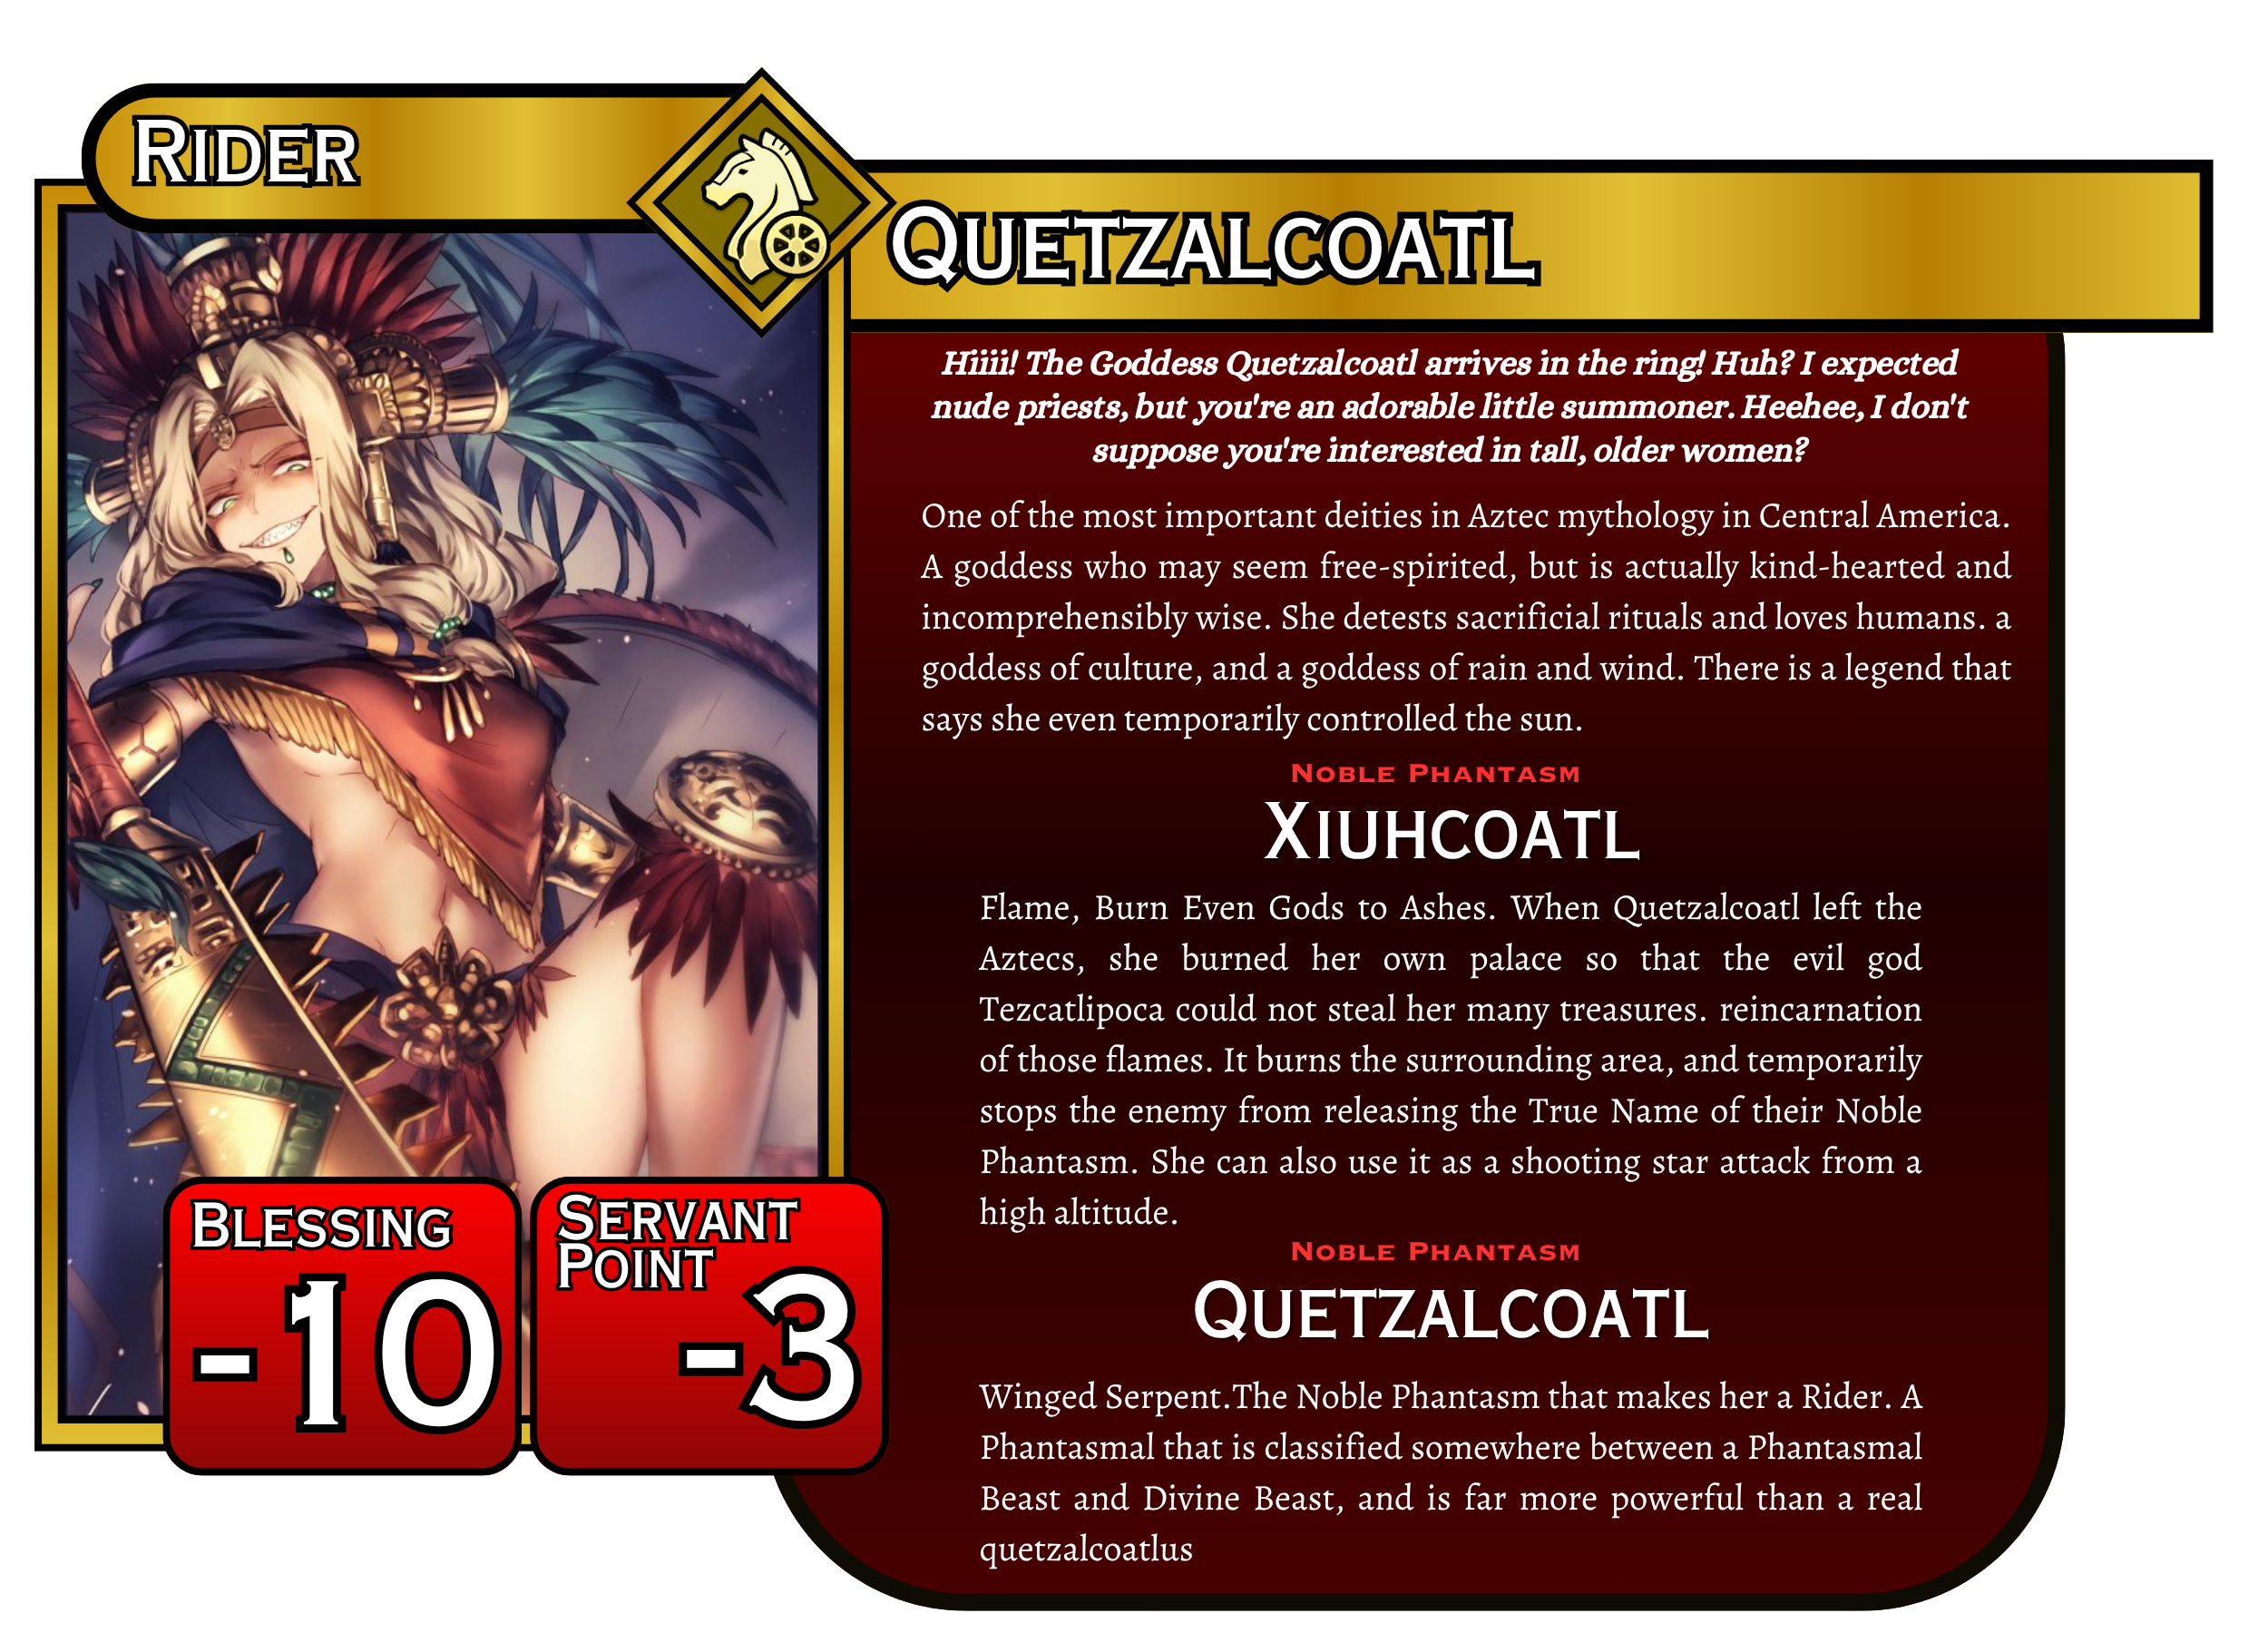 Rider
Quetzalcoatl
Hiiii! The Goddess Quetzalcoatl arrives in the ring! Huh? I expected
nude priests, but you're an adorable little summoner. Heehee, I don't
suppose you're interested in tall, older women?
One of the most important deities in Aztec mythology in Central America.
A goddess who may seem free-spirited, but is actually kind-hearted and
incomprehensibly wise. She detests sacrificial rituals and loves humans. a
goddess of culture, and a goddess of rain and wind. There is a legend that
says she even temporarily controlled the sun.
Noble Phantasm
Xiuhcoatl
Flame, Burn Even Gods to Ashes. When Quetzalcoatl left the
Aztecs, she burned her own palace so that the evil god
Tezcatlipoca could not steal her many treasures. reincarnation
of those flames. It burns the surrounding area, and temporarily
stops the enemy from releasing the True Name of their Noble
Phantasm. She can also use it as a shooting star attack from a
high altitude.
Noble Phantasm
Quetzalcoatl
Winged Serpent.The Noble Phantasm that makes her a Rider. A
Phantasmal that is classified somewhere between a Phantasmal
Beast and Divine Beast, and is far more powerful than a real
quetzalcoatlus
Blessing
-10
Servant
Point
-3